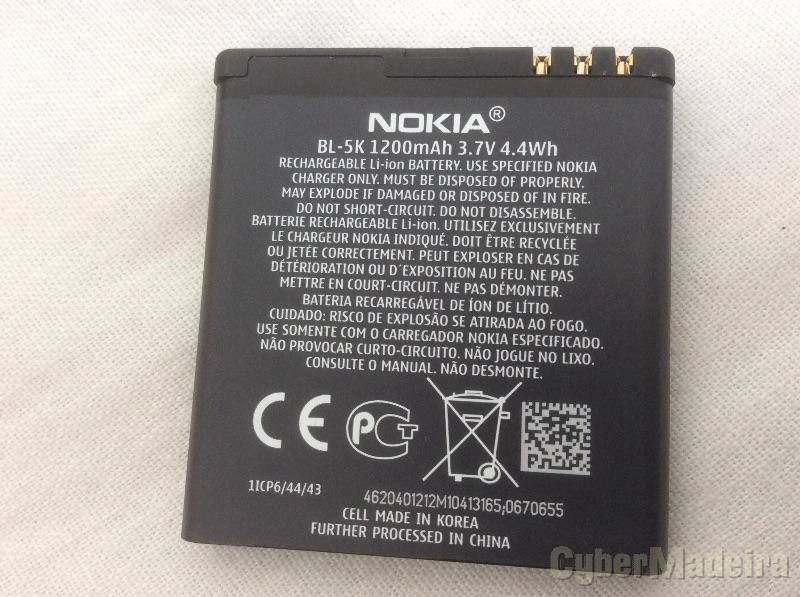 NOKIA®
BL-5K 1200mAh 3.7V 4.4Wh
RECHARGEABLE Li-ion BATTERY. USE SPECIFIED NOKIA
CHARGER ONLY. MUST BE DISPOSED OF PROPERLY.
MAY EXPLODE IF DAMAGED OR DISPOSED OF IN FIRE.
DO NOT SHORT-CIRCUIT. DO NOT DISASSEMBLE.
BATTERIE RECHARGEABLE Li-ion. UTILISEZ EXCLUSIVEMENT
LE CHARGEUR NOKIA INDIQUÉ. DOIT ÊTRE RECYCLÉE
OU JETÉE CORRECTEMENT. PEUT EXPLOSER EN CAS DE
DÉTÉRIORATION OU D´EXPOSITION AU FEU. NE PAS
METTRE EN COURT-CIRCUIT. NE PAS DÉMONTER.
BATERIA RECARREGÁVEL DE ÍON DE LÍTIO.
CUIDADO: RISCO DE EXPLOSÃO SE ATIRADA AO FOGO.
USE SOMENTE COM O CARREGADOR NOKIA ESPECIFICADO.
NÃO PROVOCAR CURTO-CIRCUITO. NÃO JOGUE NO LIXO.
CONSULTE O MANUAL. NÃO DESMONTE.
CE PCT
1ICP6/44/43
4620401212M10413165;0670655
CELL MADE IN KOREA
FURTHER PROCESSED IN CHINA
CyberMadeira